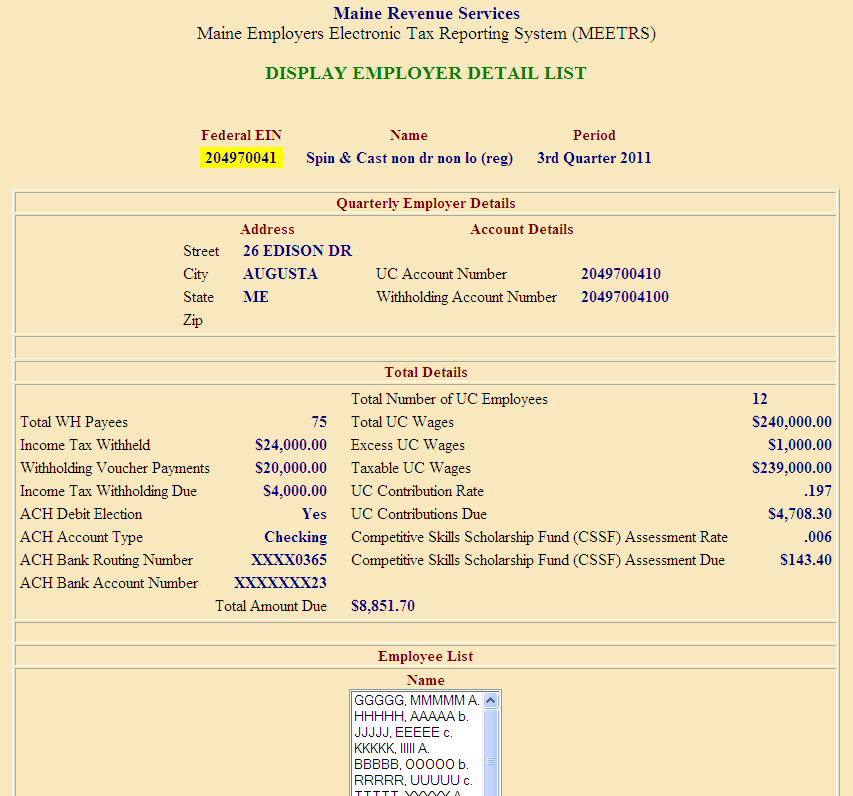 Maine Revenue Services
Maine Employers Electronic Tax Reporting System (MEETRS)
DISPLAY EMPLOYER DETAIL LIST
Federal EIN Name Period
204970041 Spin & Cast non dr non lo (reg) 3rd Quarter 2011
Quarterly Employer Details
Address Account Details
Street 26 EDISON DR
City AUGUSTA UC Account Number 2049700410
State ME Withholding Account Number 20497004100
Zip
Total Details
Total Number of UC Employees 12
Total WH Payees 75 Total UC Wages $240,000.00
Income Tax Withheld $24,000.00 Excess UC Wages $1,000.00
Withholding Voucher Payments $20,000.00 Taxable UC Wages $239,000.00
Income Tax Withholding Due $4,000.00 UC Contribution Rate .197
ACH Debit Election Yes UC Contributions Due $4,708.30
ACH Account Type Checking Competitive Skills Scholarship Fund (CSSF) Assessment Rate .006
ACH Bank Routing Number XXXX0365 Competitive Skills Scholarship Fund (CSSF) Assessment Due $143.40
ACH Bank Account Number XXXXXXX23
Total Amount Due $8,851.70
Employee List
Name
GGGGG, MMMMM A.
HHHHH, AAAAA b.
JJJJJ, EEEEE c.
KKKKK, IIIII A.
BBBBB, OOOOO b.
RRRRR, UUUUU c.